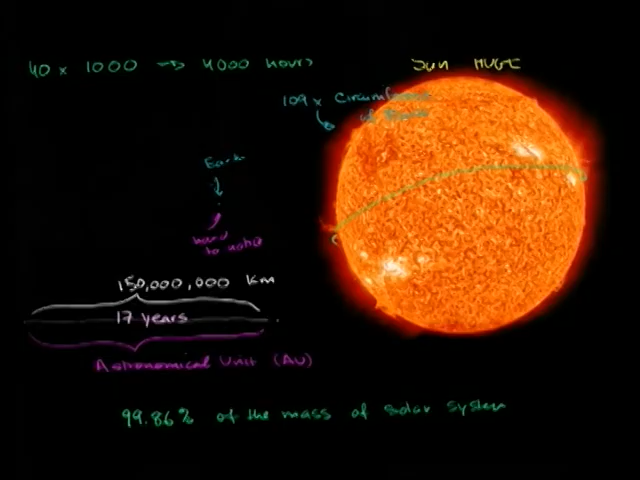 40 x 1000 → 4000 hours
Sun HUGE
109 x Circumference
of Earth
Earth
hard
to notice
150,000,000 km
17 years
Astronomical Unit (AU)
99.86% of the mass of solar system